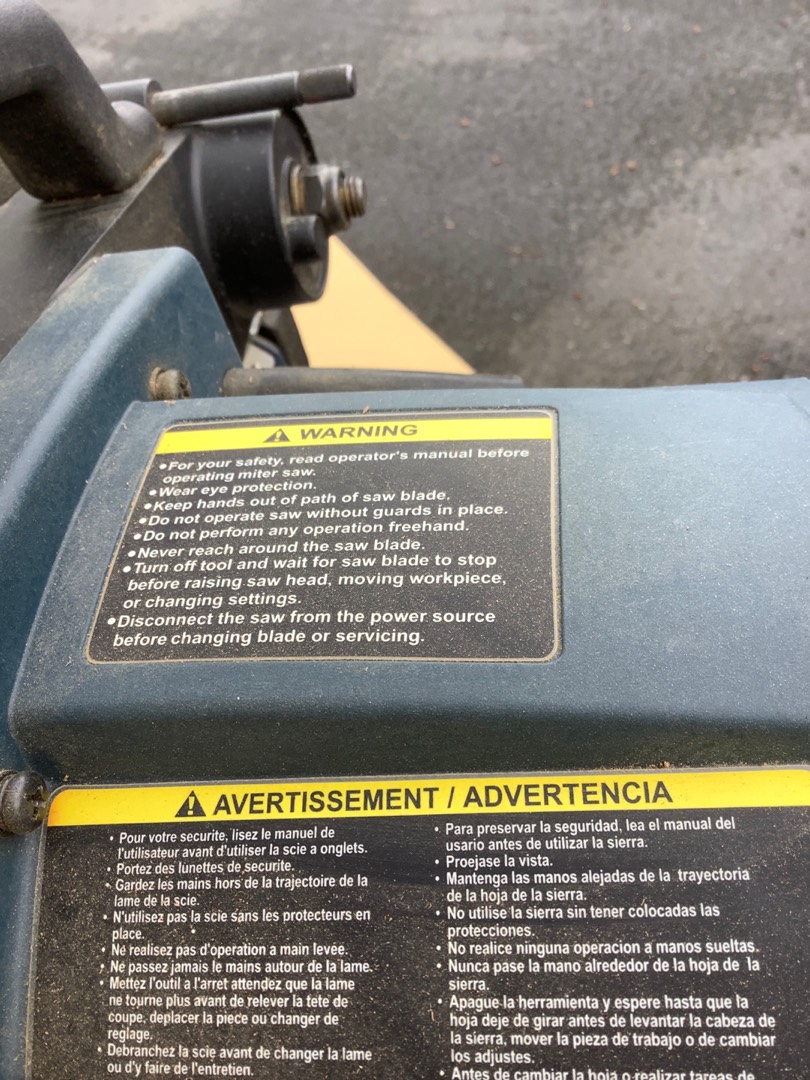 WARNING
•For your safety, read operator's manual before
operating miter saw.
•Wear eye protection.
•Keep hands out of path of saw blade.
•Do not operate saw without guards in place.
•Do not perform any operation freehand.
•Never reach around the saw blade.
•Turn off tool and wait for saw blade to stop
before raising saw head, moving workpiece,
or changing settings.
•Disconnect the saw from the power source
before changing blade or servicing.
AVERTISSEMENT / ADVERTENCIA
• Pour votre securite, lisez le manuel de
l'utilisateur avant d'utiliser la scie a onglets.
• Portez des lunettes de securite.
• Gardez les mains hors de la trajectoire de la
lame de la scie.
• N'utilisez pas la scie sans les protecteurs en
place.
• Ne realisez pas d'operation a main levee.
• Ne passez jamais le mains autour de la lame.
• Mettez l'outil a l'arret attendez que la lame
ne tourne plus avant de relever la tete de
coupe, deplacer la piece ou changer de
reglage.
• Debranchez la scie avant de changer la lame
ou d'y faire de l'entretien.
• Para preservar la seguridad, lea el manual del
usario antes de utilizar la sierra.
• Proejase la vista.
• Mantenga las manos alejadas de la trayectoria
de la hoja de la sierra.
• No utilise la sierra sin tener colocadas las
protecciones.
• No realice ninguna operacion a manos sueltas.
• Nunca pase la mano alrededor de la hoja de la
sierra.
• Apague la herramienta y espere hasta que la
hoja deje de girar antes de levantar la cabeza de
la sierra, mover la pieza de trabajo o de cambiar
los adjustes.
• Antes de cambiar la hoja o realizar tareas de